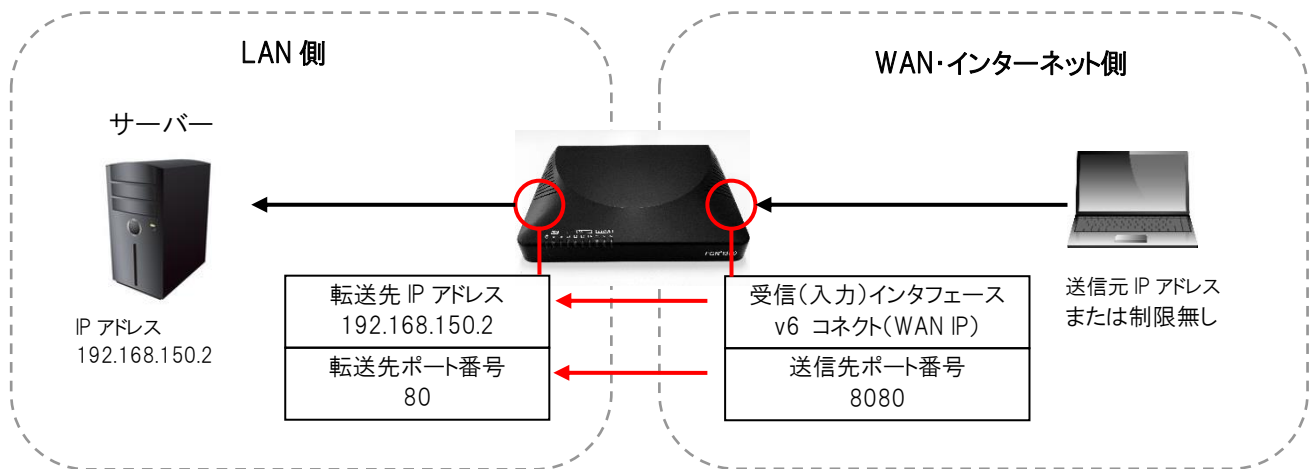 LAN 側
WAN・インターネット側
サーバー
IP アドレス
192.168.150.2
転送先 IP アドレス
192.168.150.2
転送先ポート番号
80
受信(入力)インタフェース
v6 コネクト(WAN IP)
送信先ポート番号
8080
送信元 IP アドレス
または制限無し